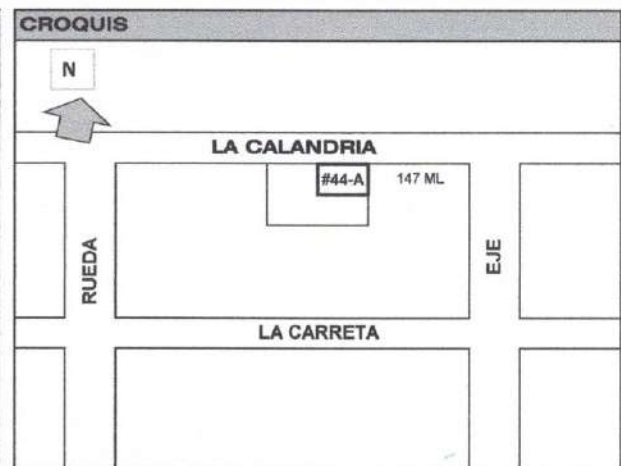 CROQUIS
N
LA CALANDRIA
#44-A 147 ML
RUEDA
EJE
LA CARRETA